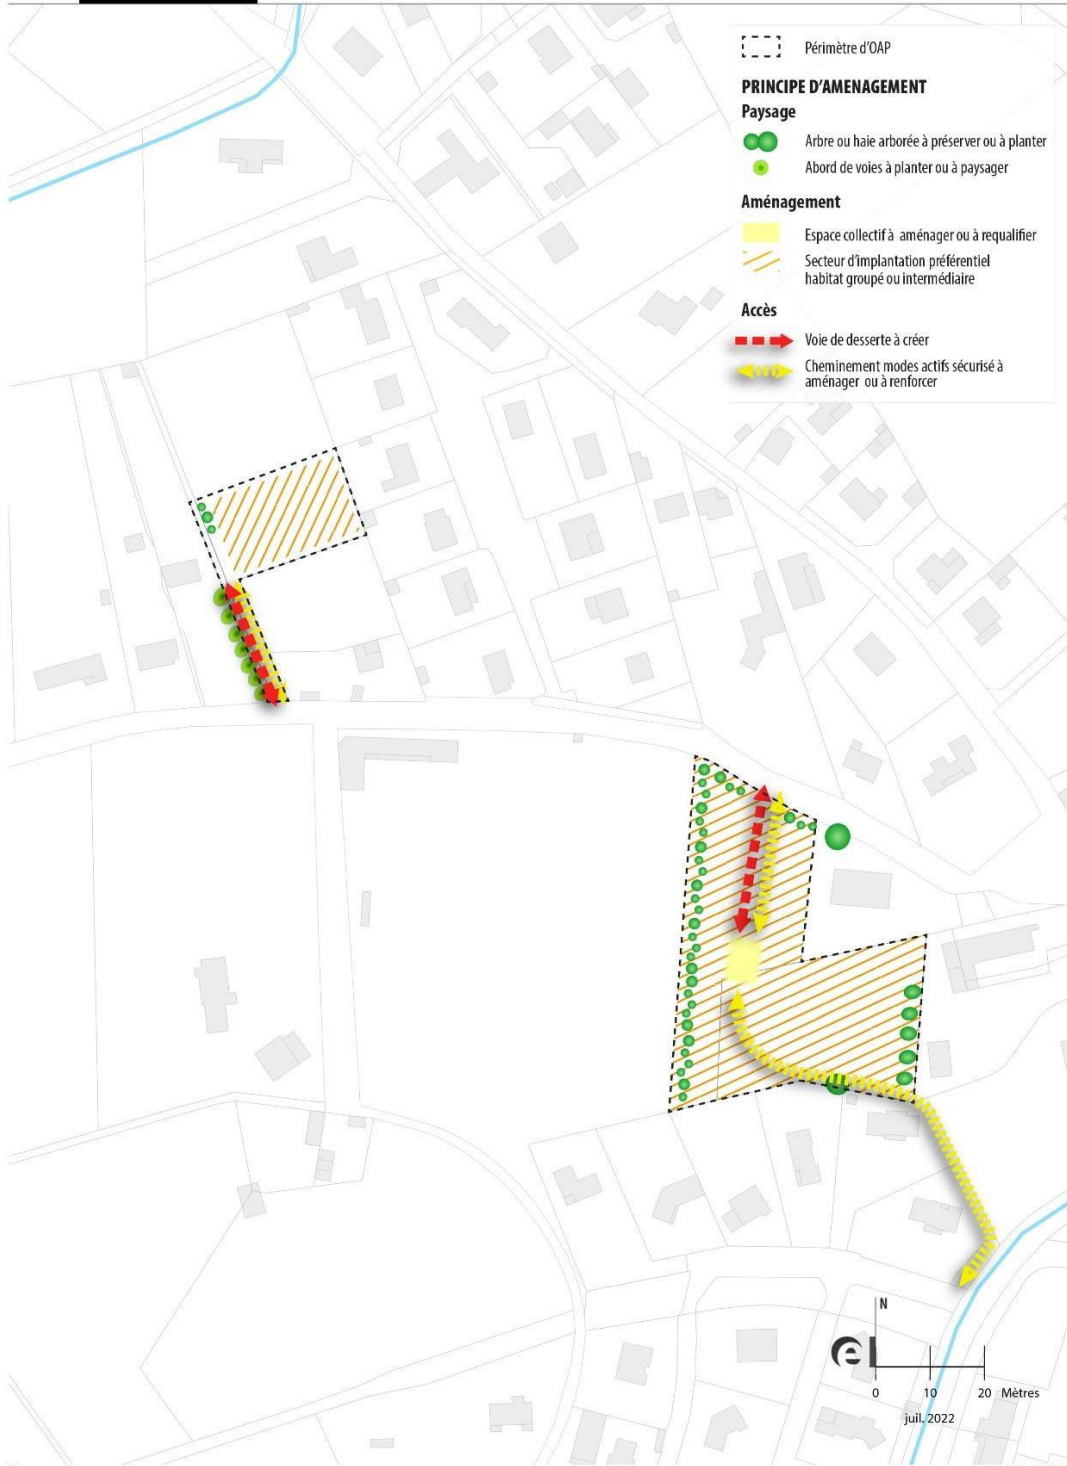 Périmètre d'OAP
PRINCIPE D'AMENAGEMENT
Paysage
Arbre ou haie arborée à préserver ou à planter
Abord de voies à planter ou à paysager
Aménagement
Espace collectif à aménager ou à requalifier
Secteur d'implantation préférentiel
habitat groupé ou intermédiaire
Accès
Voie de desserte à créer
Cheminement modes actifs sécurisé à
aménager ou à renforcer
N
e
0 10 20 Mètres
juil. 2022